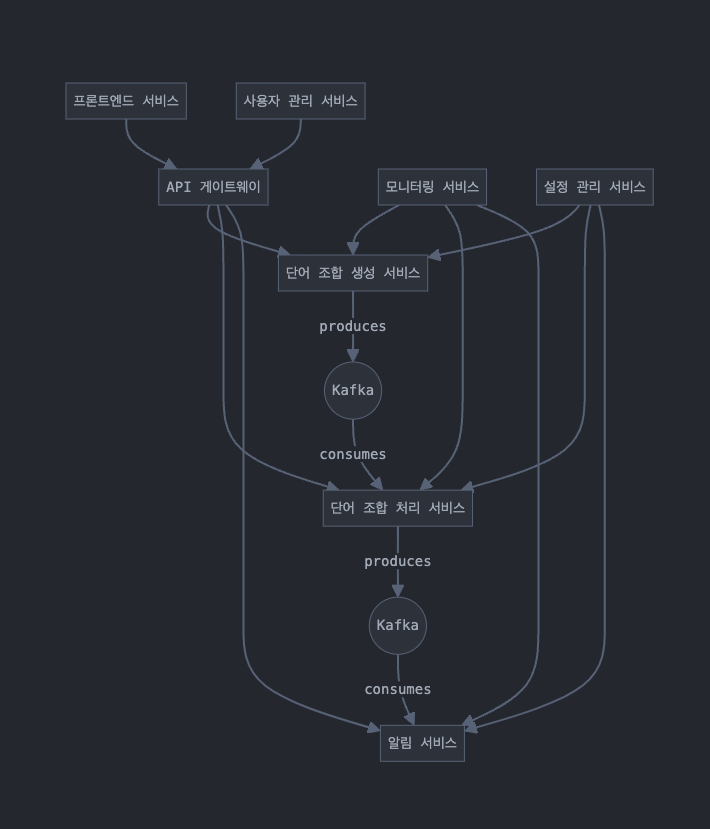 프론트엔드 서비스
사용자 관리 서비스
API 게이트웨이
모니터링 서비스
설정 관리 서비스
단어 조합 생성 서비스
produces
Kafka
consumes
단어 조합 처리 서비스
produces
Kafka
consumes
알림 서비스